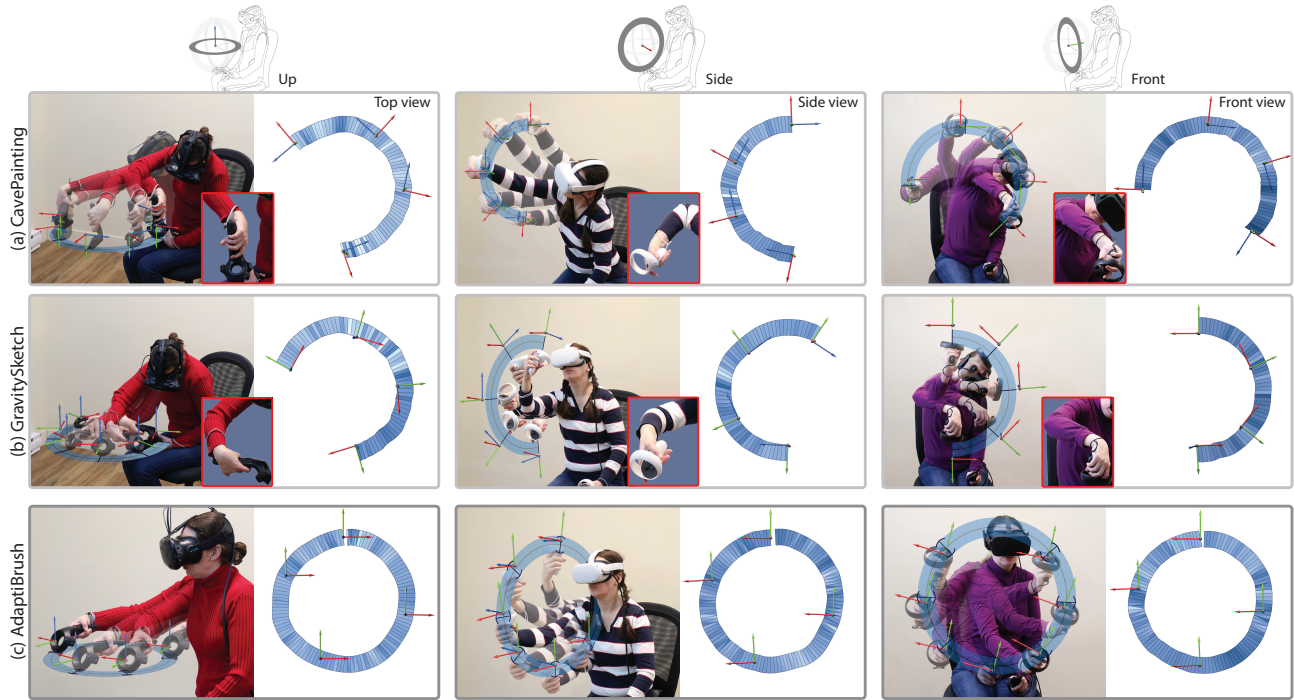 Up
Side
Front
(a) CavePainting
Top view
Side view
Front view
(b) GravitySketch
(c) AdaptiBrush